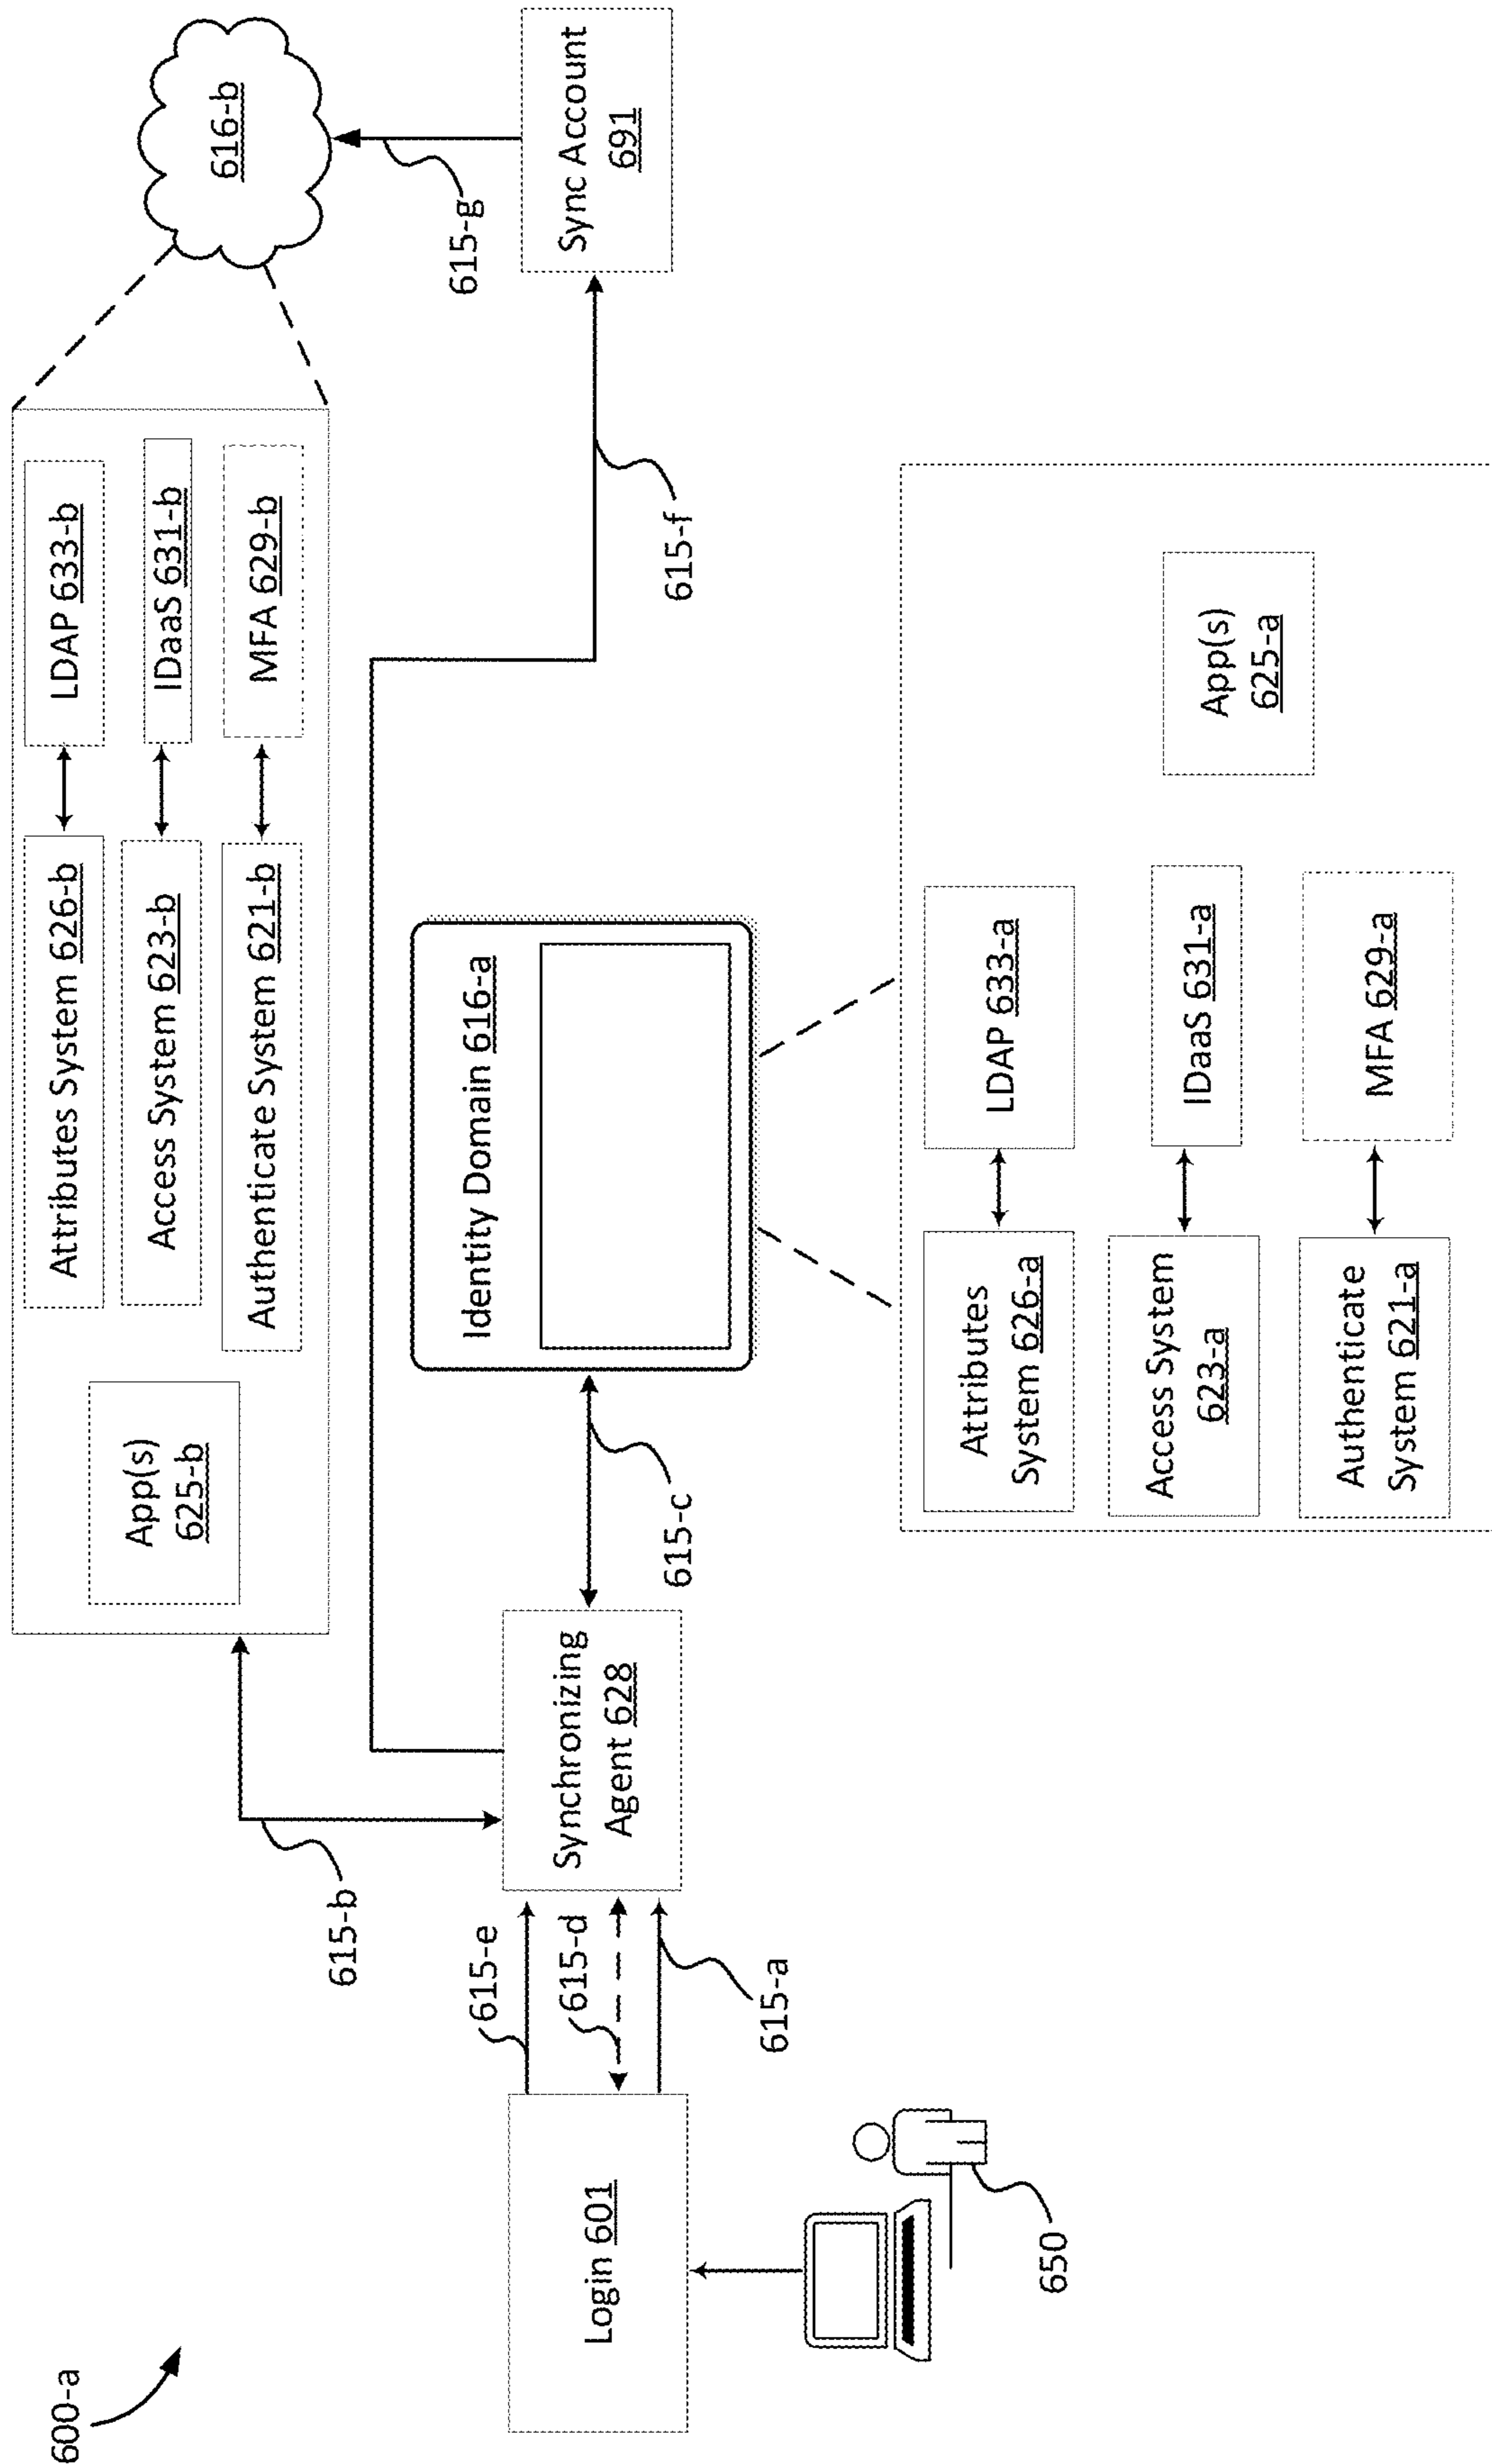 600-a
App(s)
625-b
Attributes System 626-b
LDAP 633-b
Access System 623-b
IDaaS 631-b
Authenticate System 621-b
MFA 629-b
616-b
615-b
615-g
Sync Account
691
615-f
Login 601
615-e
615-d
615-a
Synchronizing
Agent 628
615-c
Identity Domain 616-a
650
Attributes
System 626-a
LDAP 633-a
Access System
623-a
IDaaS 631-a
Authenticate
System 621-a
MFA 629-a
App(s)
625-a